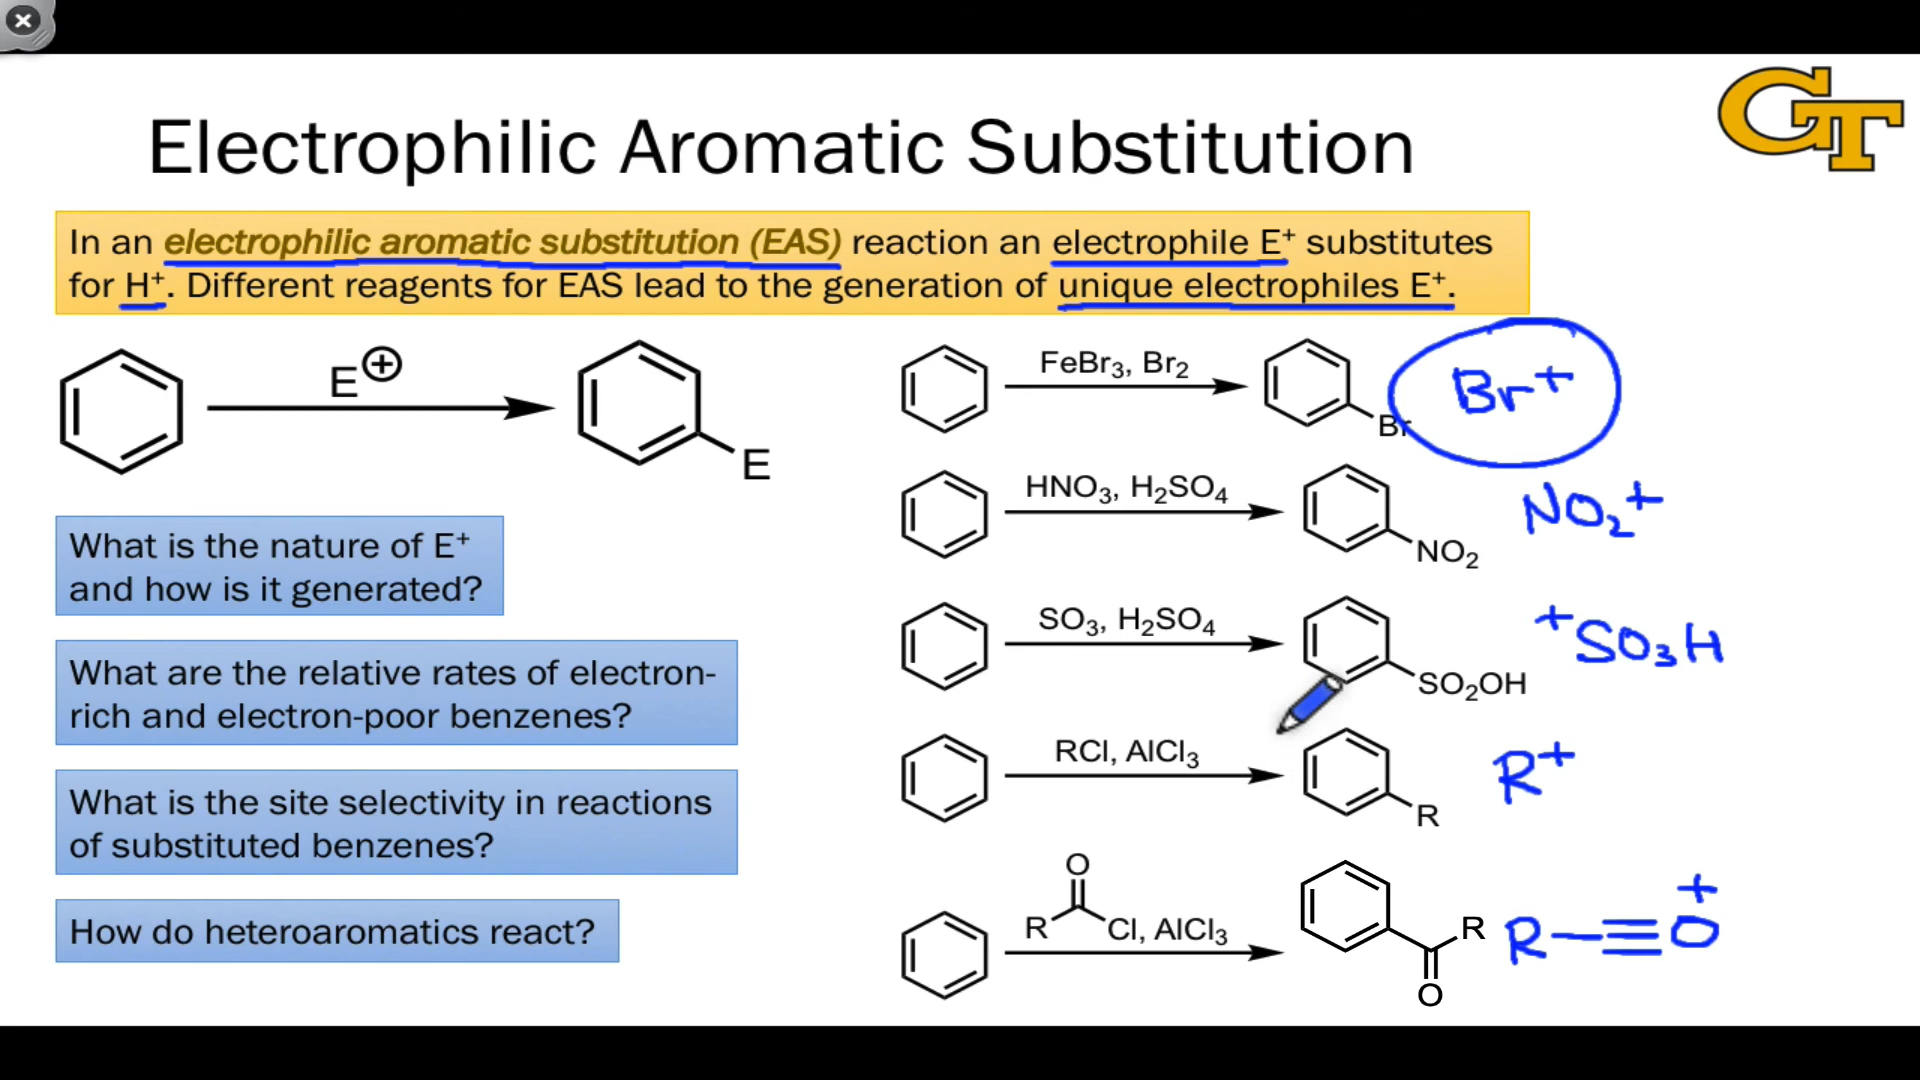 GT
Electrophilic Aromatic Substitution
In an electrophilic aromatic substitution (EAS) reaction an electrophile E⁺ substitutes
for H⁺. Different reagents for EAS lead to the generation of unique electrophiles E⁺.
E⊕
E
What is the nature of E⁺
and how is it generated?
What are the relative rates of electron-
rich and electron-poor benzenes?
What is the site selectivity in reactions
of substituted benzenes?
How do heteroaromatics react?
FeBr₃, Br₂
Br
Br⁺
HNO₃, H₂SO₄
NO₂
NO₂⁺
SO₃, H₂SO₄
SO₂OH
⁺SO₃H
RCl, AlCl₃
R
R⁺
O
R
Cl, AlCl₃
R
O
R—≡O⁺